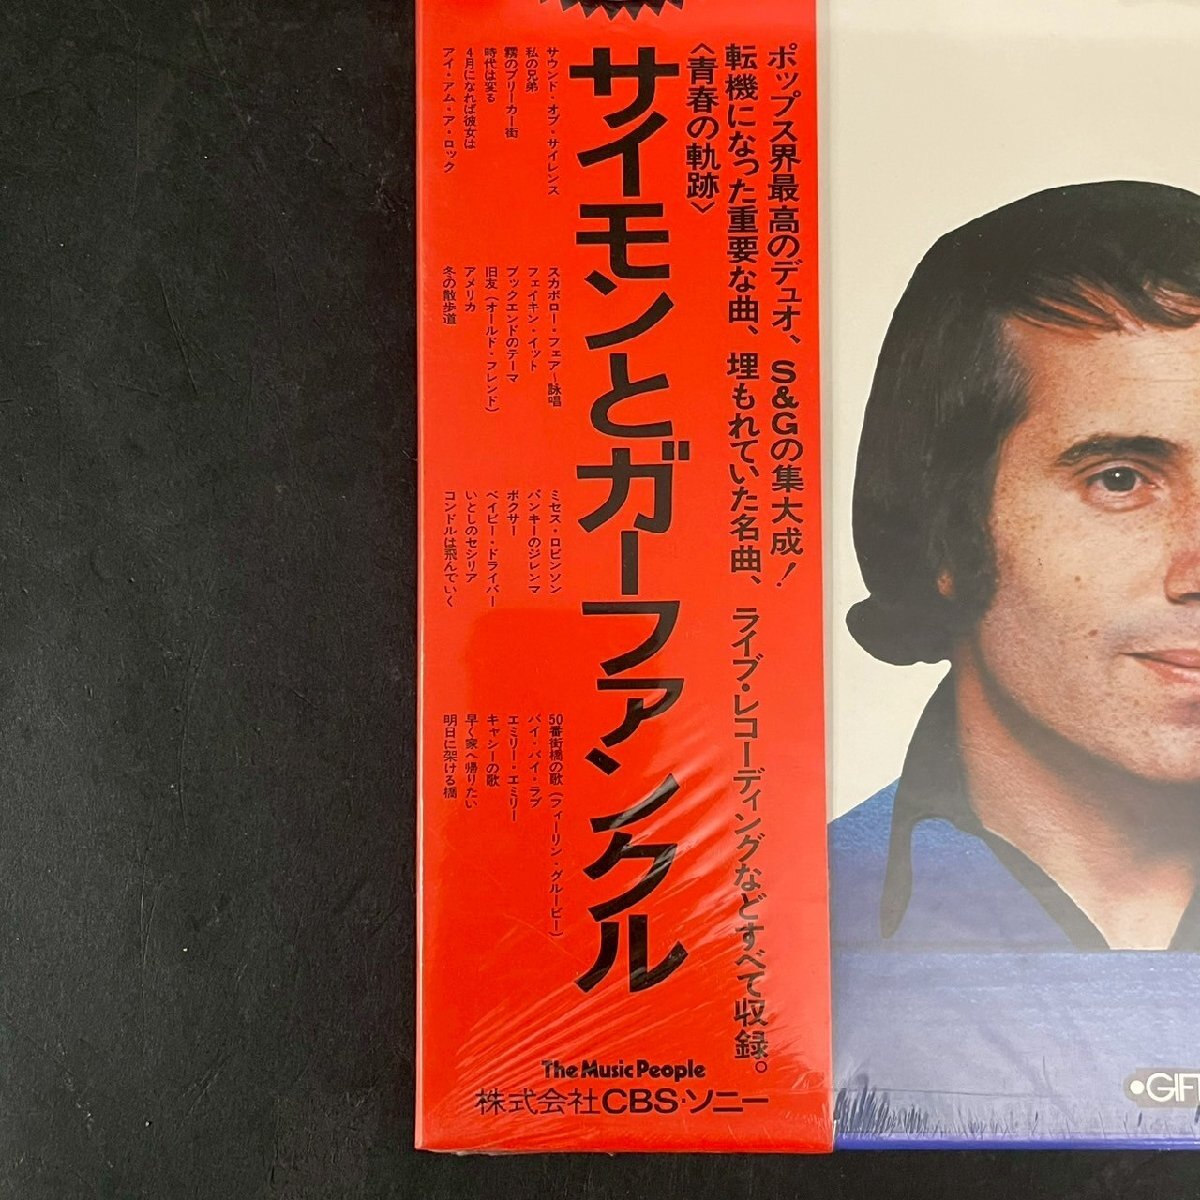 ポップス界最高のデュオ、S&Gの集大成！
転機になった重要な曲、埋もれていた名曲、ライブ・レコーディングなどすべて収録。
〈青春の軌跡〉
サイモンとガーファンクル
サウンド・オブ・サイレンス
私の兄弟
霧のブリーカー街
時代は変る
4月になれば彼女は
アイ・アム・ア・ロック
スカボロー・フェア〜詠唱
フェイキン・イット
ブックエンドのテーマ
旧友（オールド・フレンド）
アメリカ
冬の散歩道
ミセス・ロビンソン
パンキーのジレンマ
ボクサー
ベイビー・ドライバー
いとしのセシリア
コンドルは飛んでいく
50番街橋の歌（フィーリン・グルービー）
バイ・バイ・ラブ
エミリー・エミリー
キャシーの歌
早く家へ帰りたい
明日に架ける橋
The Music People
株式会社CBS・ソニー
•GIFT